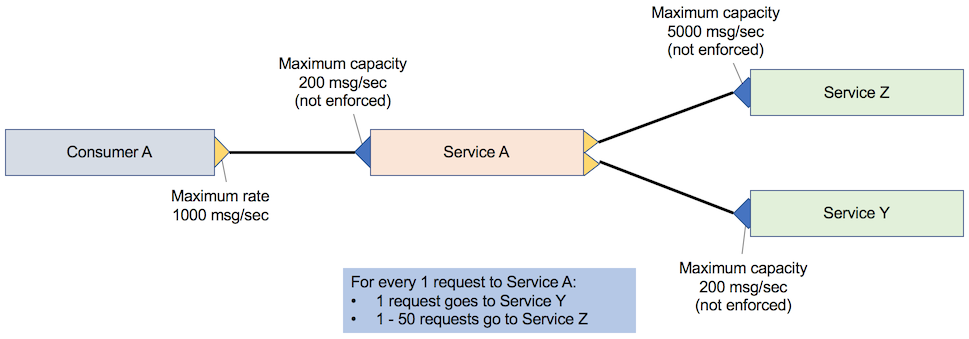 Maximum capacity
5000 msg/sec
(not enforced)
Maximum capacity
200 msg/sec
(not enforced)
Service Z
Consumer A
Service A
Maximum rate
1000 msg/sec
Service Y
Maximum capacity
200 msg/sec
(not enforced)
For every 1 request to Service A:
• 1 request goes to Service Y
• 1 - 50 requests go to Service Z